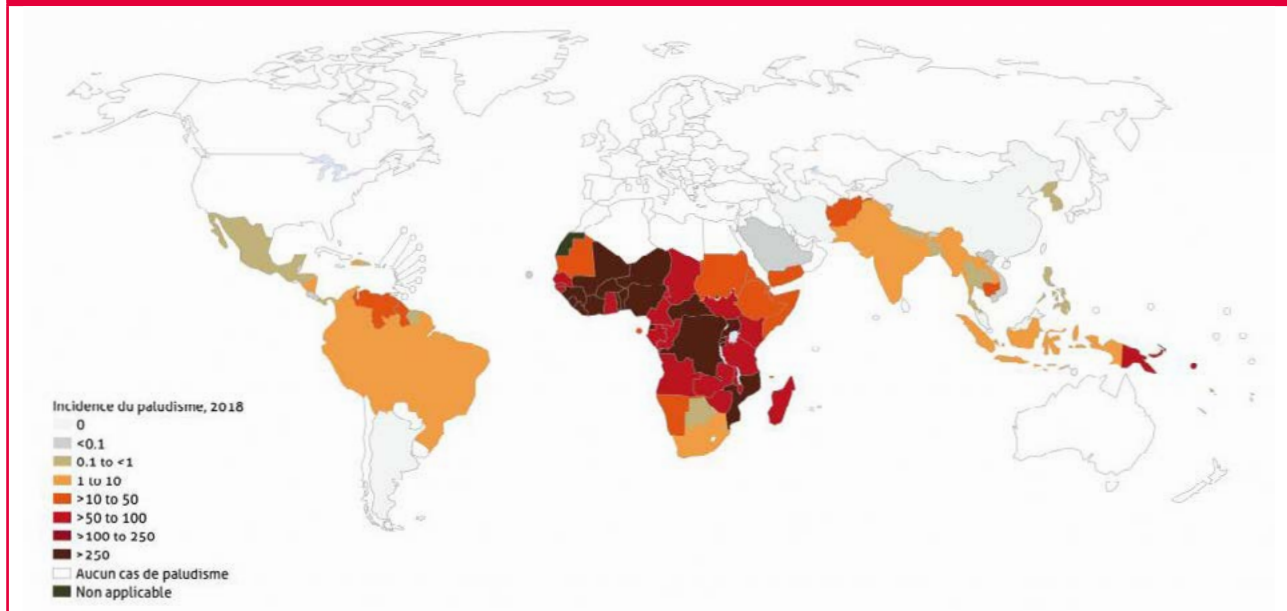 Incidence du paludisme, 2018
0
<0.1
0.1 to <1
1 to 10
>10 to 50
>50 to 100
>100 to 250
>250
Aucun cas de paludisme
Non applicable